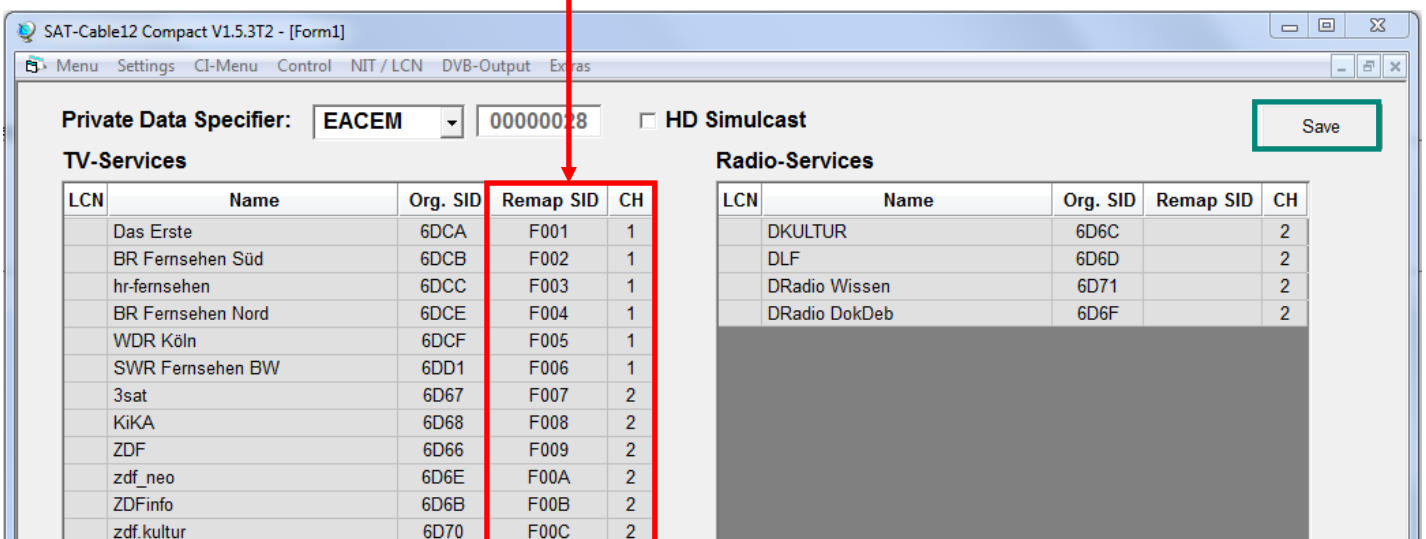 SAT-Cable12 Compact V1.5.3T2 - [Form1]
Menu Settings CI-Menu Control NIT / LCN DVB-Output Extras
Private Data Specifier: EACEM 00000028 HD Simulcast Save
TV-Services Radio-Services
LCN Name Org. SID Remap SID CH LCN Name Org. SID Remap SID CH
Das Erste 6DCA F001 1 DKULTUR 6D6C 2
BR Fernsehen Süd 6DCB F002 1 DLF 6D6D 2
hr-fernsehen 6DCC F003 1 DRadio Wissen 6D71 2
BR Fernsehen Nord 6DCE F004 1 DRadio DokDeb 6D6F 2
WDR Köln 6DCF F005 1
SWR Fernsehen BW 6DD1 F006 1
3sat 6D67 F007 2
KiKA 6D68 F008 2
ZDF 6D66 F009 2
zdf_neo 6D6E F00A 2
ZDFinfo 6D6B F00B 2
zdf.kultur 6D70 F00C 2